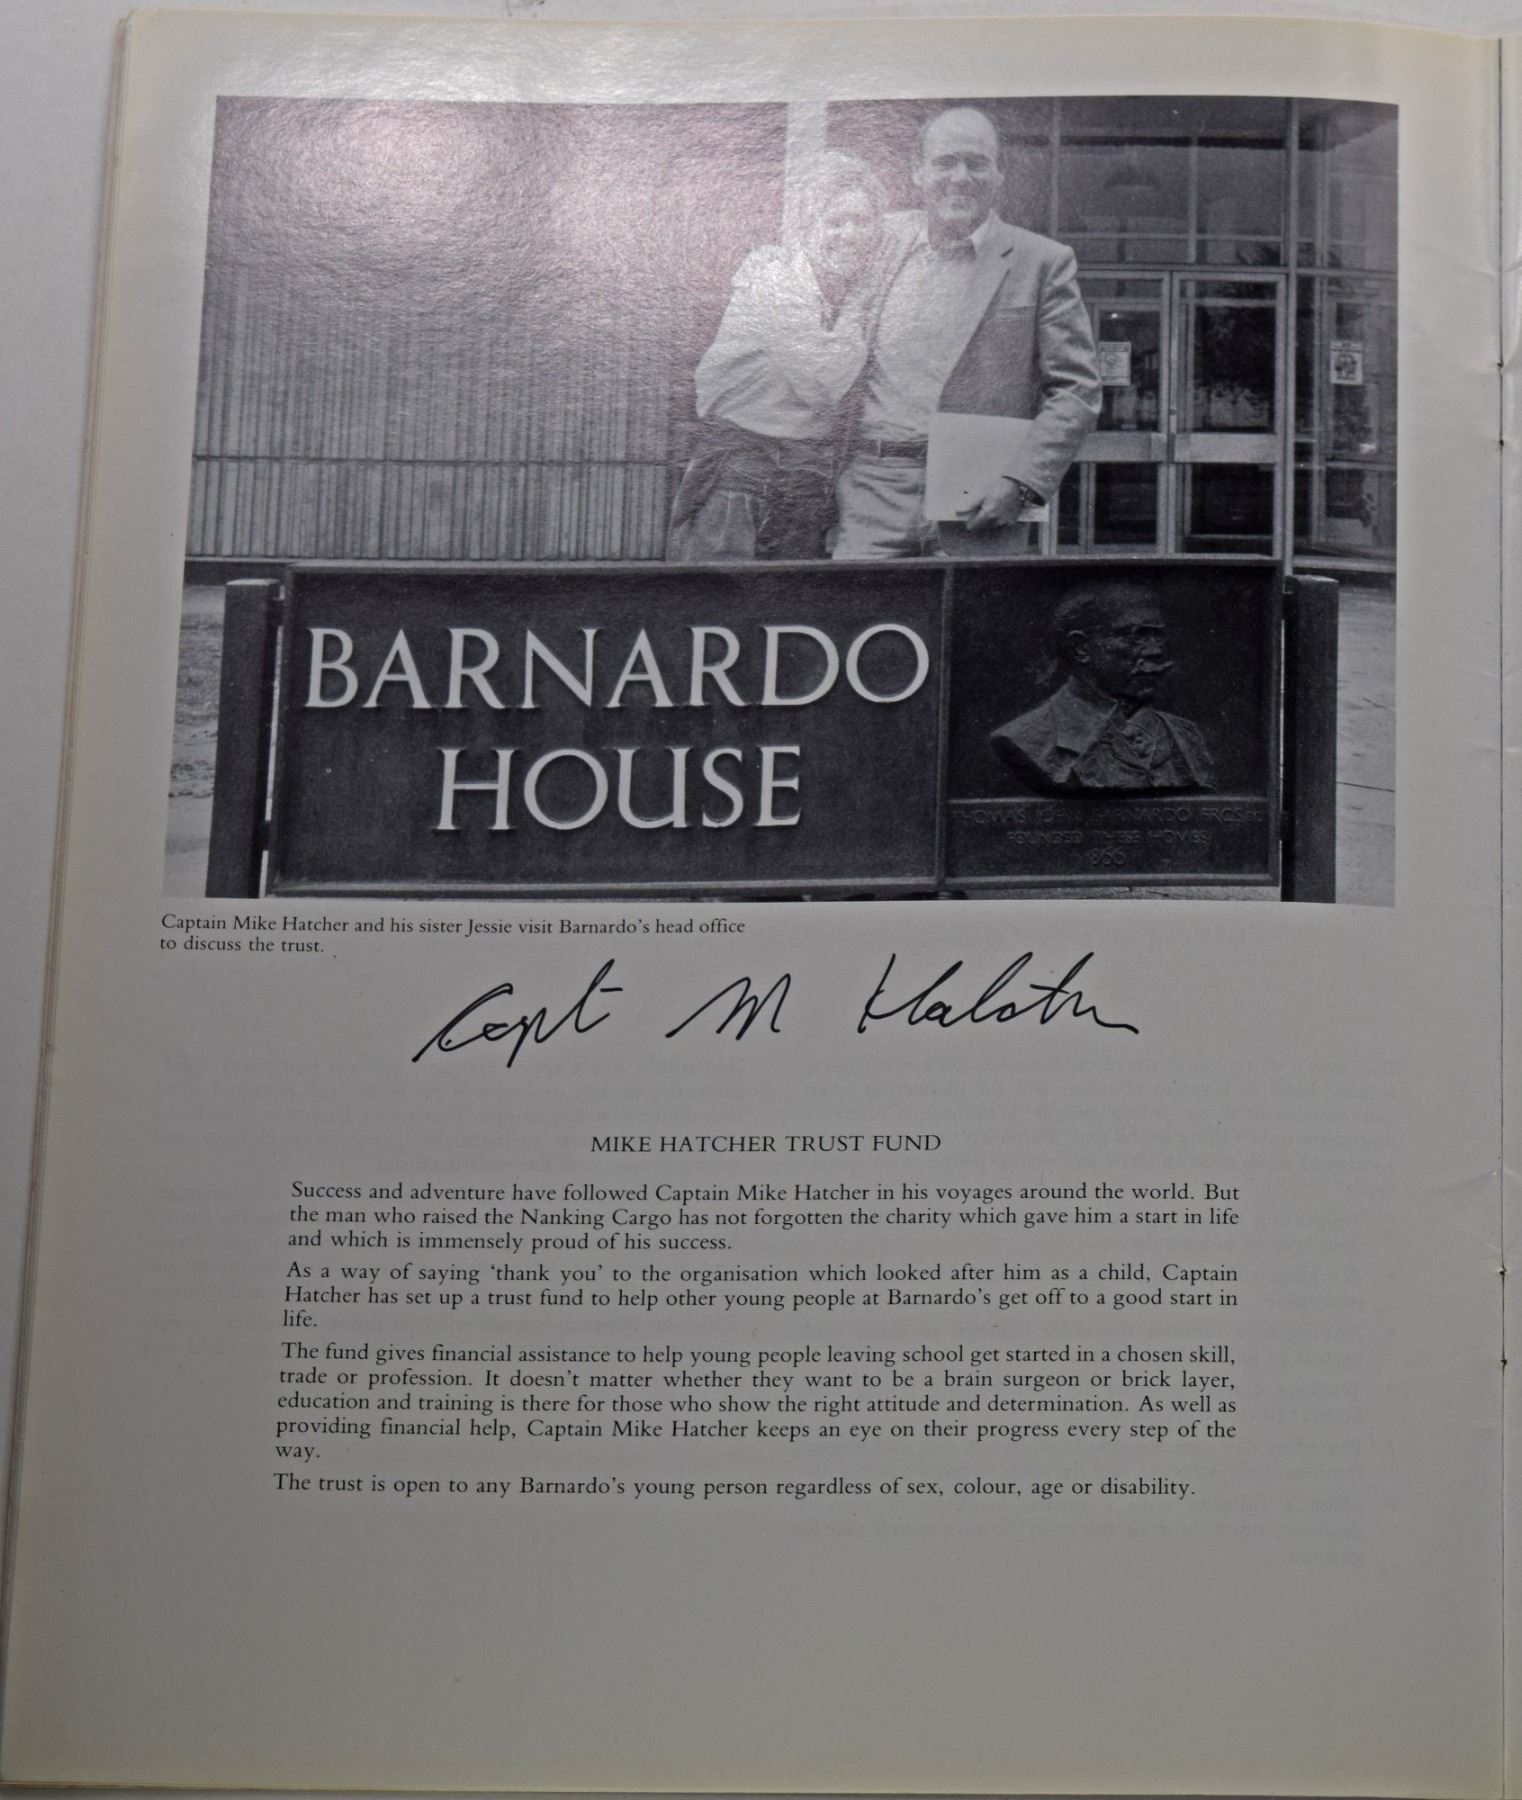 BARNARDO
HOUSE
THOMAS JOHN BARNARDO FRCS
FOUNDED THESE HOMES
1866
Captain Mike Hatcher and his sister Jessie visit Barnardo's head office
to discuss the trust.
Capt M Hatcher
MIKE HATCHER TRUST FUND
Success and adventure have followed Captain Mike Hatcher in his voyages around the world. But
the man who raised the Nanking Cargo has not forgotten the charity which gave him a start in life
and which is immensely proud of his success.
As a way of saying ‘thank you’ to the organisation which looked after him as a child, Captain
Hatcher has set up a trust fund to help other young people at Barnardo's get off to a good start in
life.
The fund gives financial assistance to help young people leaving school get started in a chosen skill,
trade or profession. It doesn't matter whether they want to be a brain surgeon or brick layer,
education and training is there for those who show the right attitude and determination. As well as
providing financial help, Captain Mike Hatcher keeps an eye on their progress every step of the
way.
The trust is open to any Barnardo's young person regardless of sex, colour, age or disability.